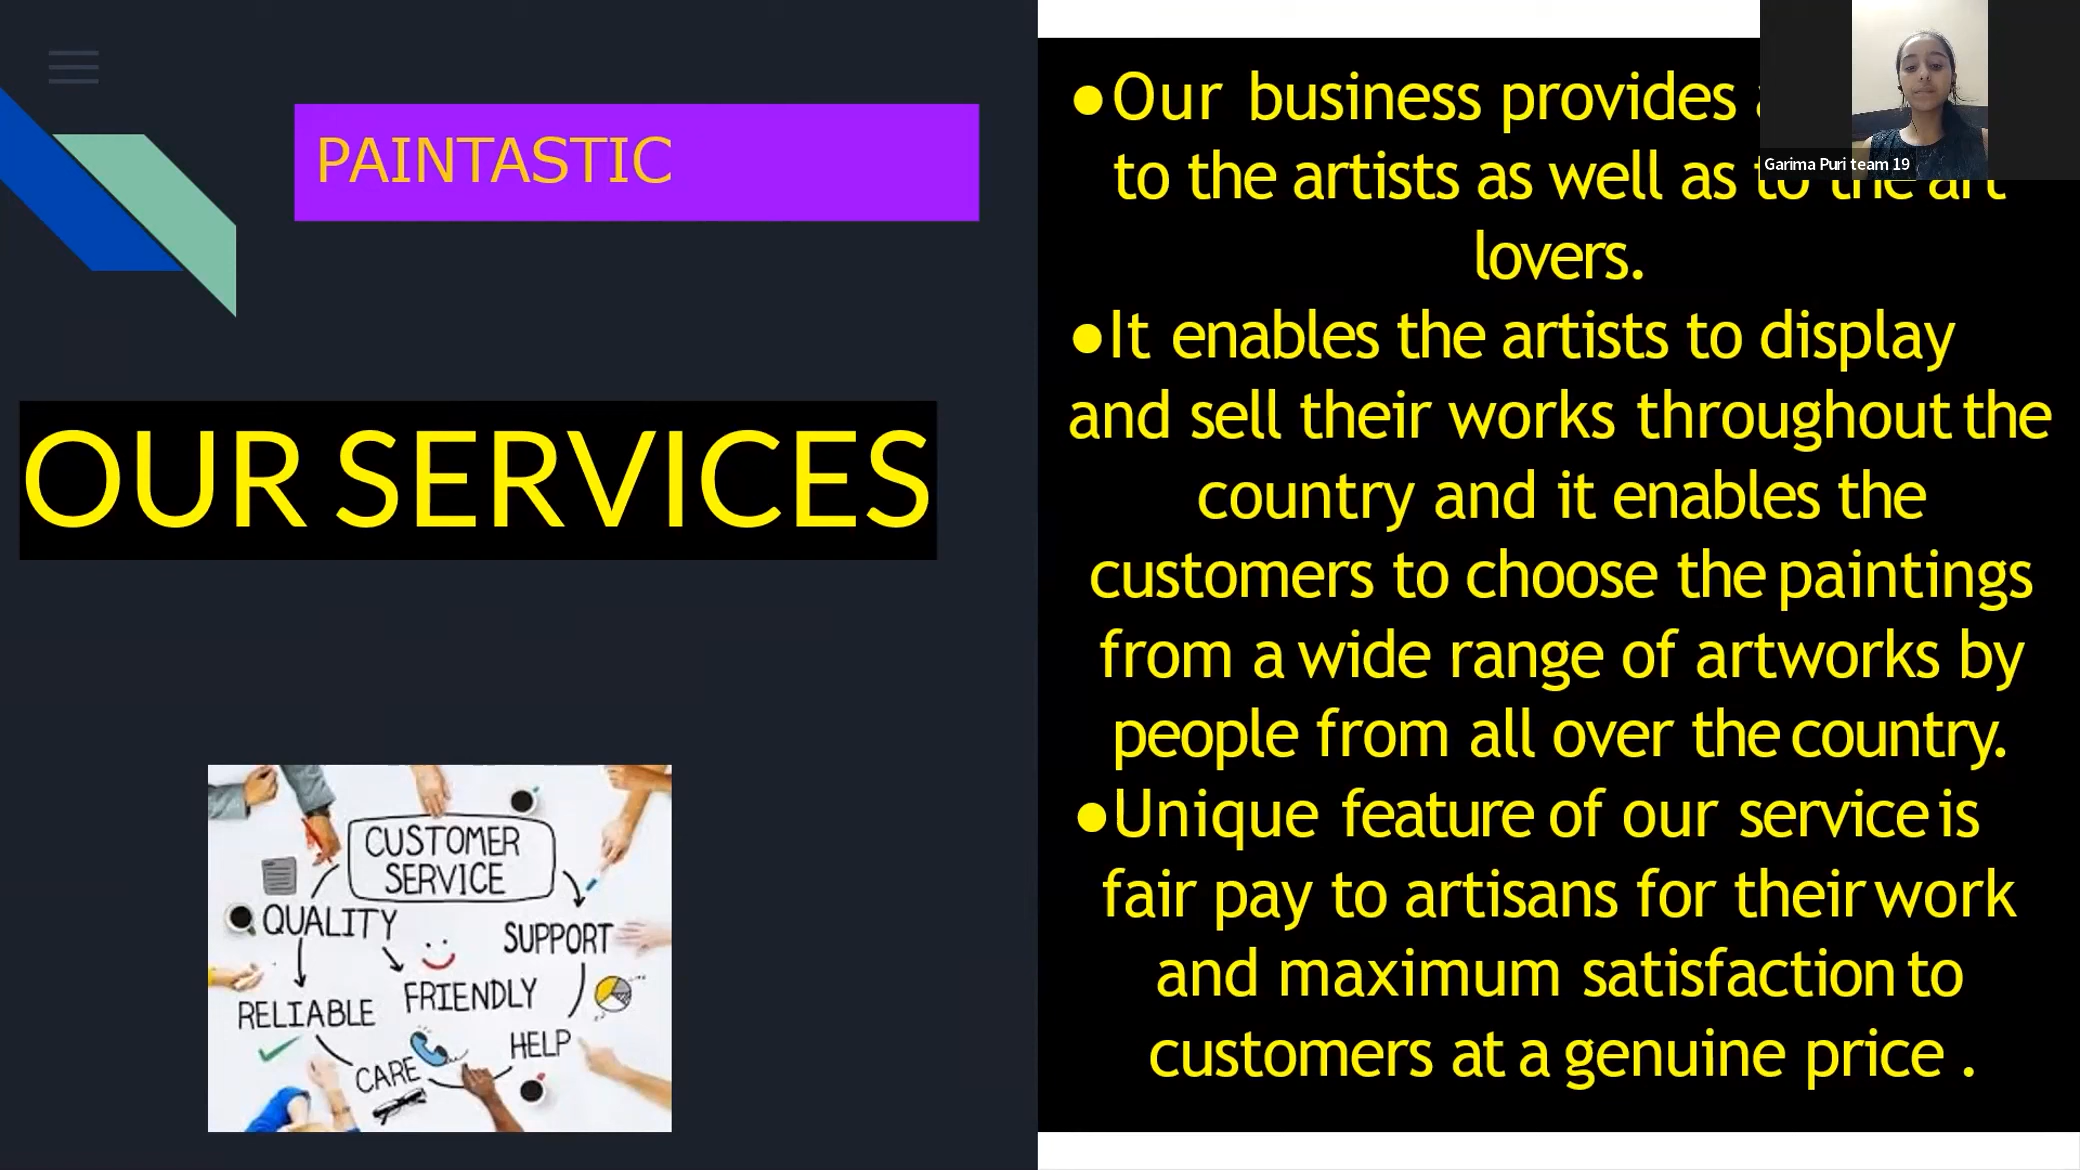 PAINTASTIC
OUR SERVICES
CUSTOMER
SERVICE
QUALITY
SUPPORT
FRIENDLY
RELIABLE
HELP
CARE
●Our business provides
to the artists as well as to the art
lovers.
●It enables the artists to display
and sell their works throughout the
country and it enables the
customers to choose the paintings
from a wide range of artworks by
people from all over the country.
●Unique feature of our service is
fair pay to artisans for their work
and maximum satisfaction to
customers at a genuine price .
Garima Puri team 19